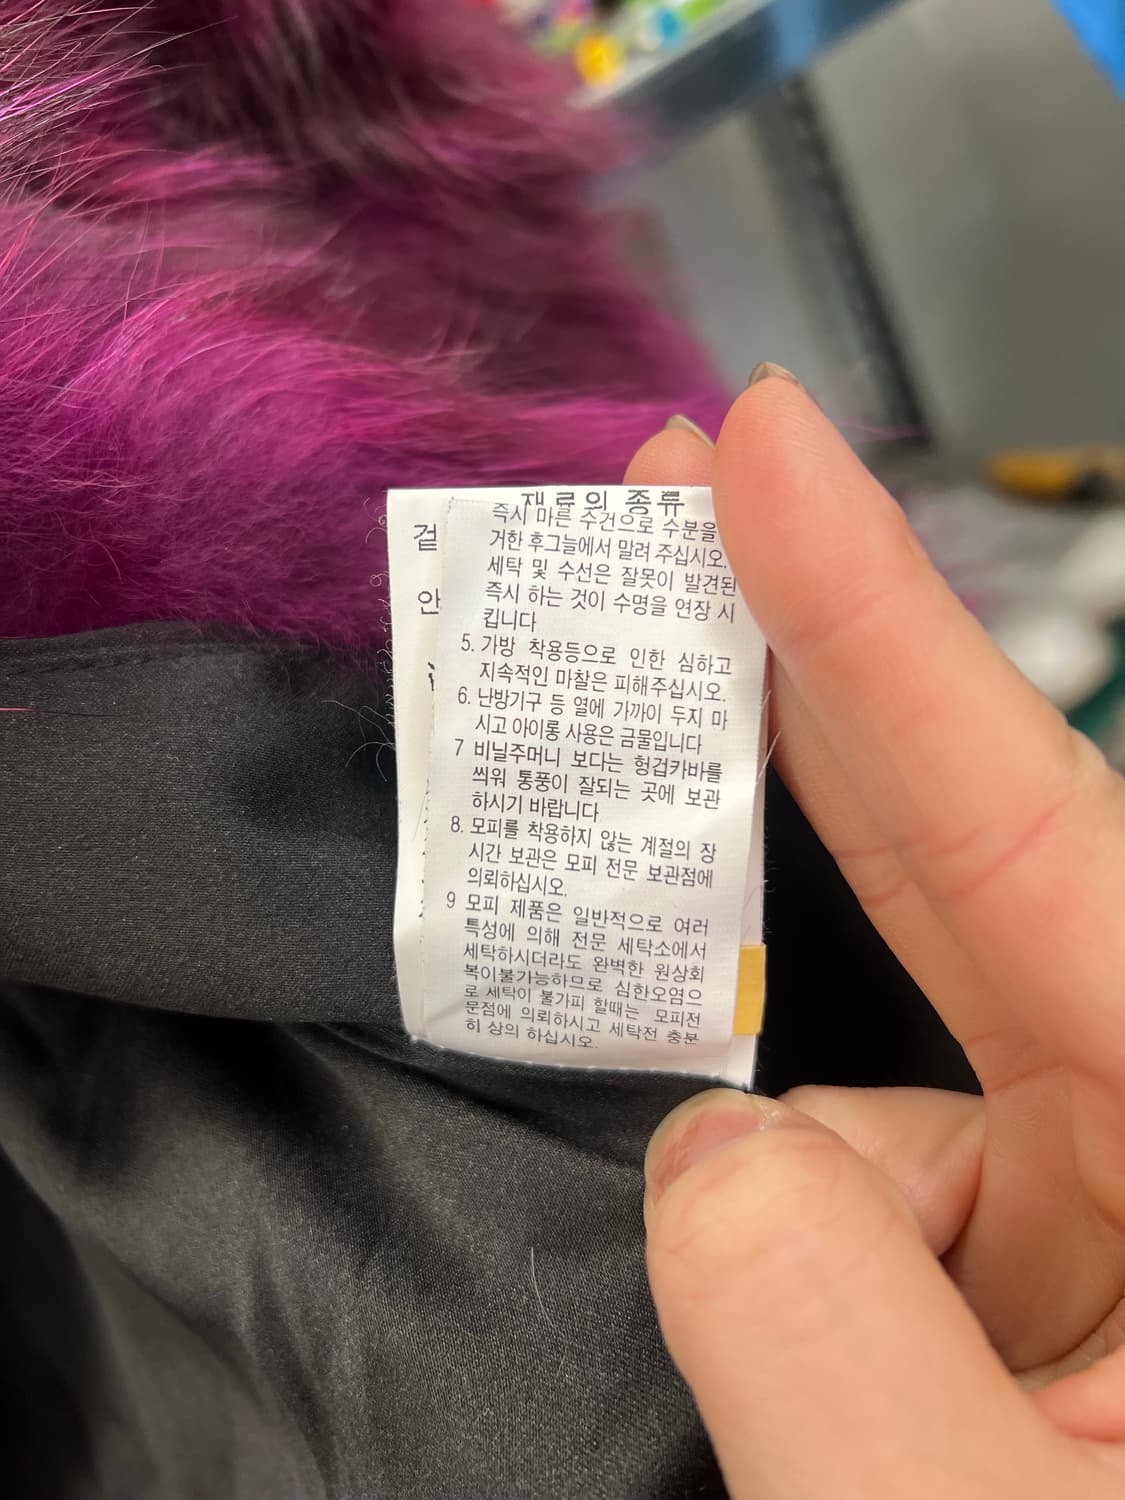 재료의 종류
겉
안
즉시 마른 수건으로 수분을
거한 후그늘에서 말려 주십시오.
세탁 및 수선은 잘못이 발견된
즉시 하는 것이 수명을 연장 시
킵니다
5. 가방 착용등으로 인한 심하고
지속적인 마찰은 피해주십시오.
6. 난방기구 등 열에 가까이 두지 마
시고 아이롱 사용은 금물입니다
7 비닐주머니 보다는 헝겁카바를
씌워 통풍이 잘되는 곳에 보관
하시기 바랍니다
8. 모피를 착용하지 않는 계절의 장
시간 보관은 모피 전문 보관점에
의뢰하십시오.
9 모피 제품은 일반적으로 여러
특성에 의해 전문 세탁소에서
세탁하시더라도 완벽한 원상회
복이불가능하므로 심한오염으
로 세탁이 불가피 할때는 모피전
문점에 의뢰하시고 세탁전 충분
히 상의 하십시오.